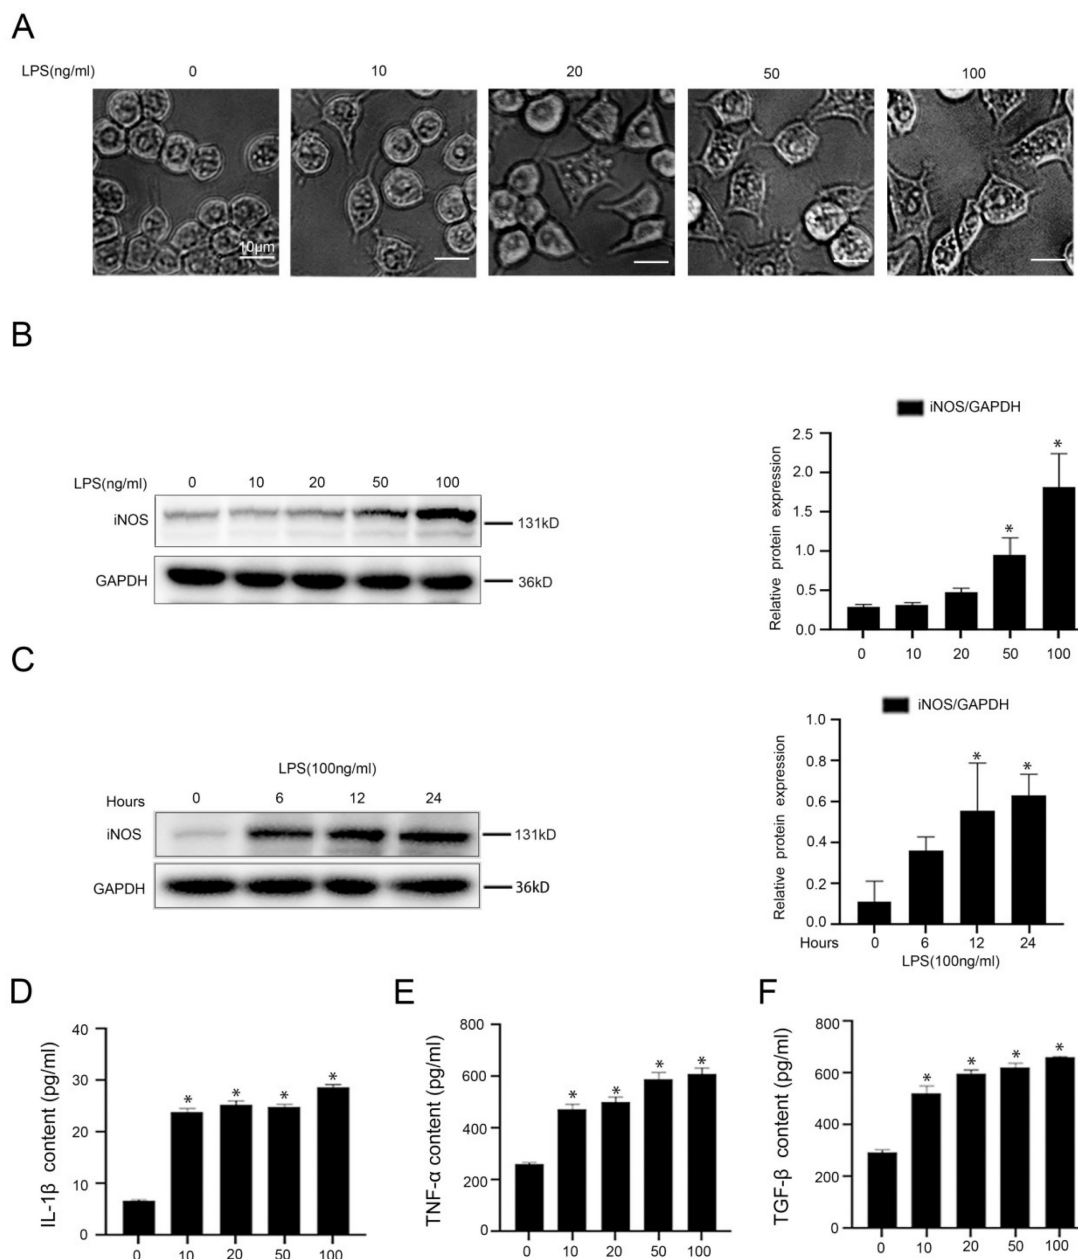 A
LPS(ng/ml) 0 10 20 50 100
10μm
B
iNOS/GAPDH
LPS(ng/ml) 0 10 20 50 100
iNOS 131kD
GAPDH 36kD
Relative protein expression
2.5
2.0
1.5
1.0
0.5
0.0
*
*
0 10 20 50 100
C
LPS(100ng/ml)
Hours 0 6 12 24
iNOS 131kD
GAPDH 36kD
iNOS/GAPDH
Relative protein expression
1.0
0.8
0.6
0.4
0.2
0.0
* *
Hours 0 6 12 24
LPS(100ng/ml)
D
IL-1β content (pg/ml)
40
30
20
10
0
* * * *
0 10 20 50 100
E
TNF-α content (pg/ml)
800
600
400
200
0
* * * *
0 10 20 50 100
F
TGF-β content (pg/ml)
800
600
400
200
0
* * * *
0 10 20 50 100